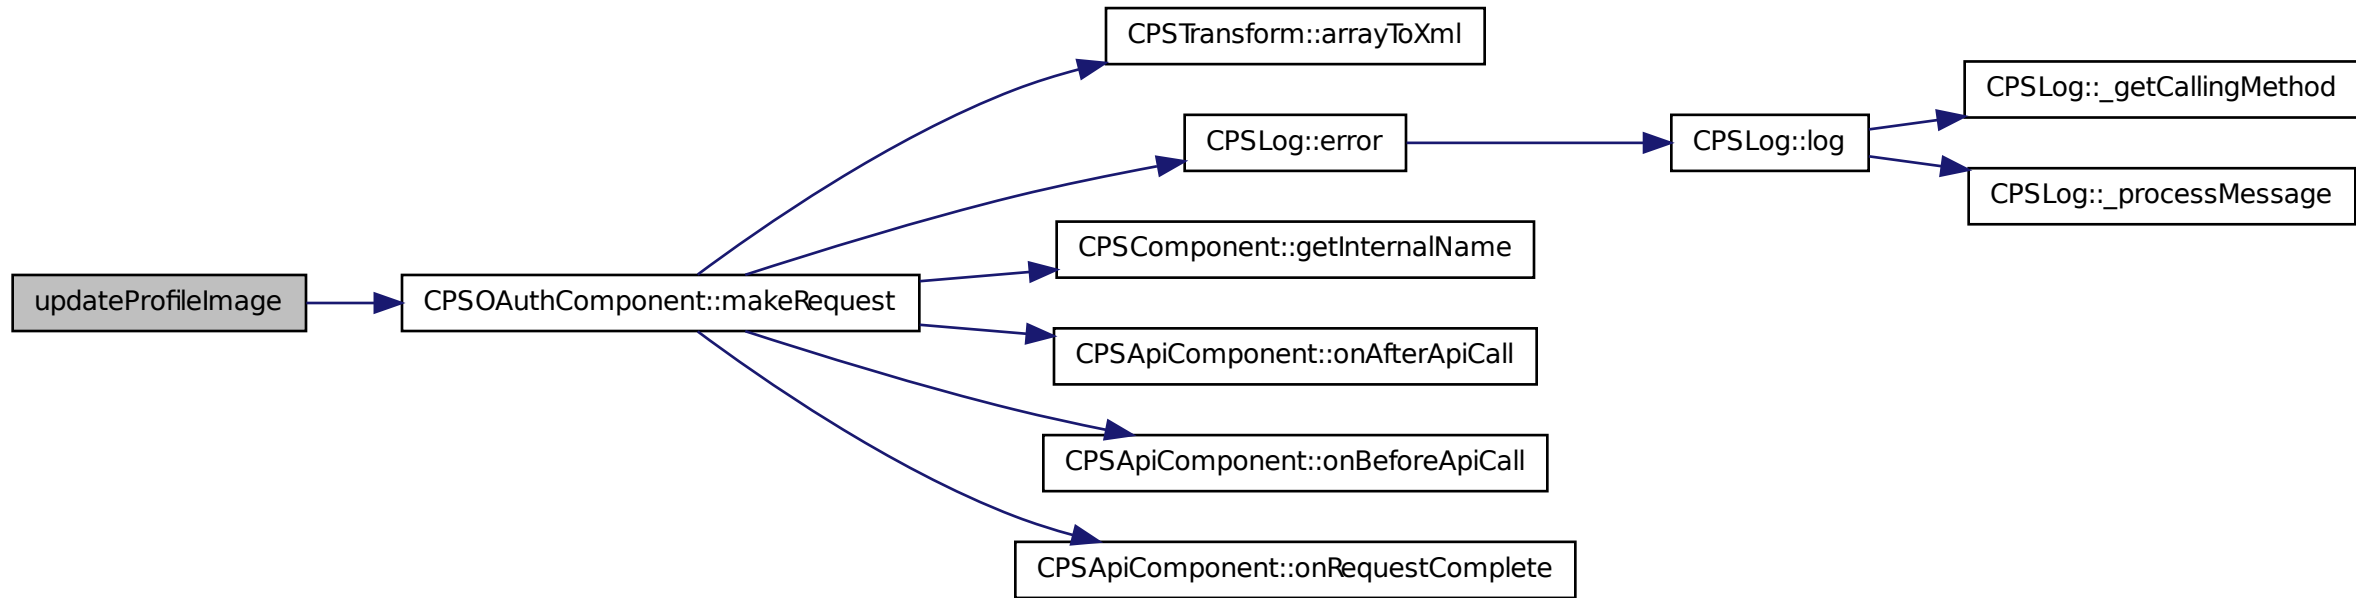 CPSTransform::arrayToXml
CPSLog::_getCallingMethod
CPSLog::error
CPSLog::log
CPSLog::_processMessage
CPSComponent::getInternalName
updateProfileImage
CPSOAuthComponent::makeRequest
CPSApiComponent::onAfterApiCall
CPSApiComponent::onBeforeApiCall
CPSApiComponent::onRequestComplete